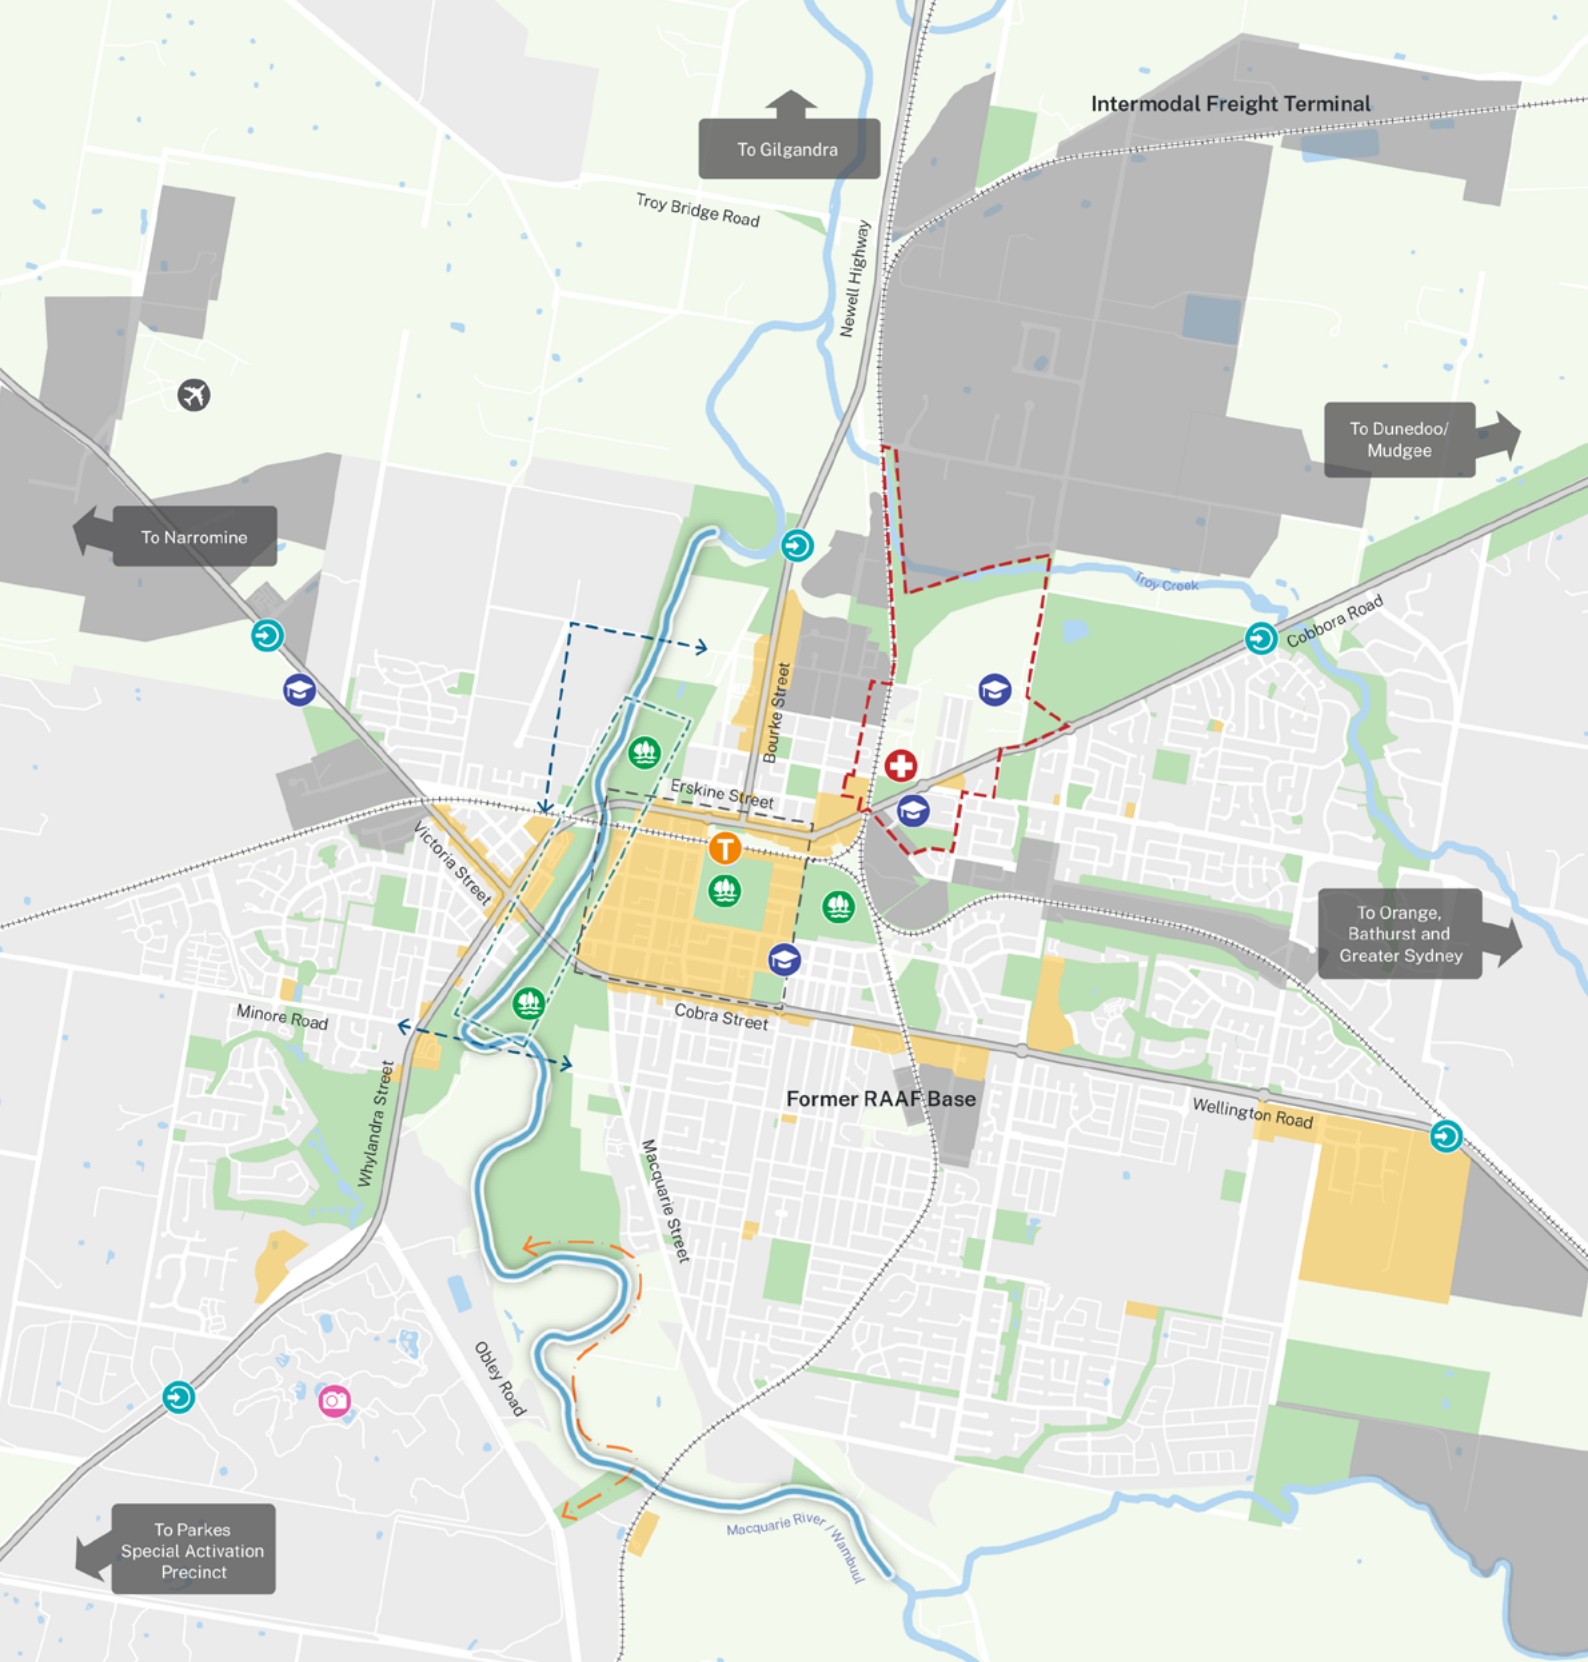 Intermodal Freight Terminal
To Gilgandra
Troy Bridge Road
Newell Highway
To Dunedoo/
Mudgee
To Narromine
Troy Creek
Cobbora Road
Bourke Street
Erskine Street
T
Victoria Street
To Orange,
Bathurst and
Greater Sydney
Minore Road
Cobra Street
Whylandra Street
Former RAAF Base
Wellington Road
Macquarie Street
Obley Road
To Parkes
Special Activation
Precinct
Macquarie River / Wambuul